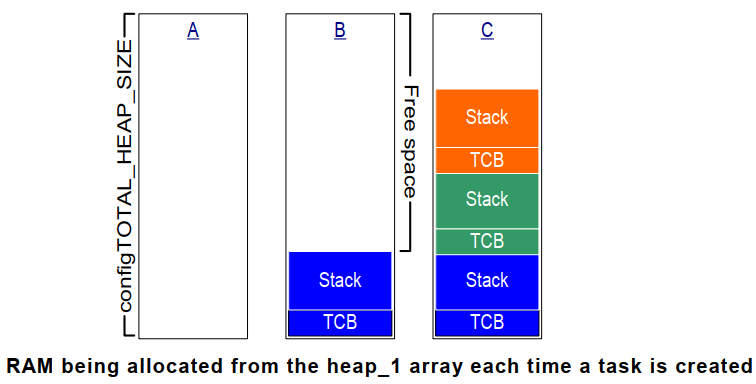 A
B
C
configTOTAL_HEAP_SIZE
Free space
Stack
TCB
Stack
TCB
Stack
TCB
Stack
TCB
RAM being allocated from the heap_1 array each time a task is created